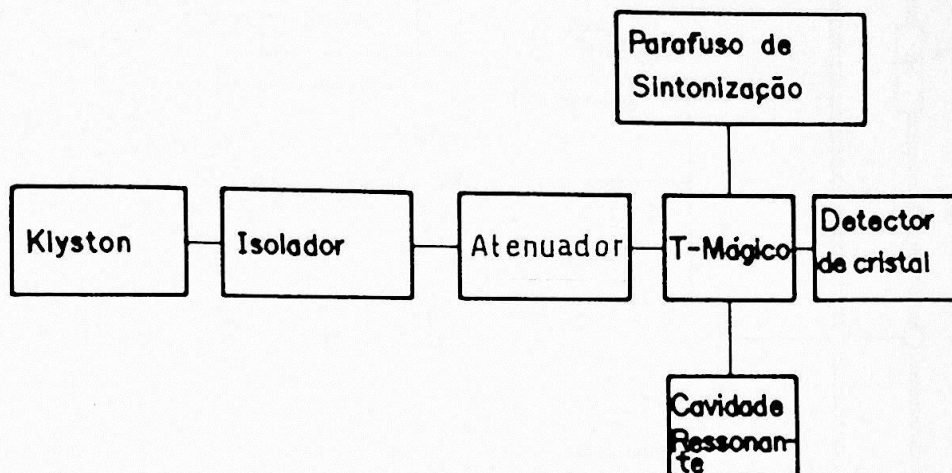 Parafuso de
Sintonização
Klyston
Isolador
Atenuador
T-Mágico
Detector
de cristal
Cavidade
Ressonan-
te